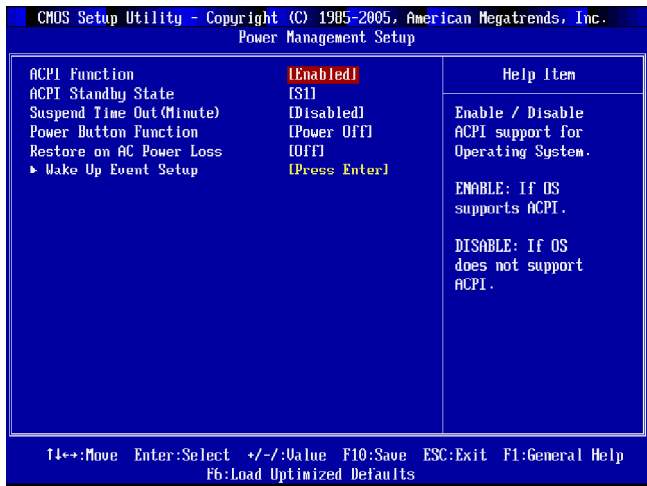 CMOS Setup Utility - Copyright (C) 1985-2005, American Megatrends, Inc.
Power Management Setup
ACPI Function [Enabled]
ACPI Standby State [S1]
Suspend Time Out(Minute) [Disabled]
Power Button Function [Power Off]
Restore on AC Power Loss [Off]
► Wake Up Event Setup [Press Enter]
Help Item
Enable / Disable
ACPI support for
Operating System.
ENABLE: If OS
supports ACPI.
DISABLE: If OS
does not support
ACPI.
↑↓←→:Move Enter:Select +/-/:Value F10:Save ESC:Exit F1:General Help
F6:Load Optimized Defaults